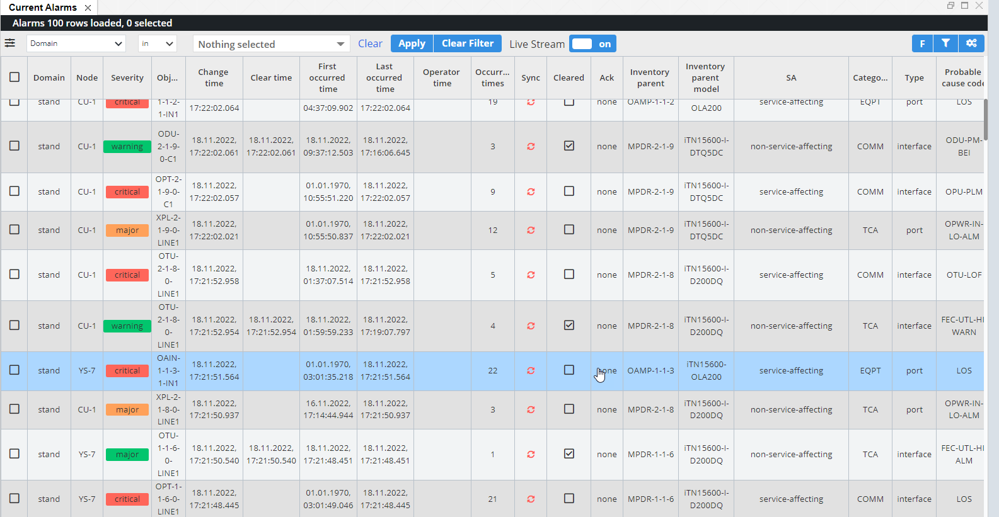 Current Alarms
Alarms 100 rows loaded, 0 selected
Domain in Nothing selected Clear Apply Clear Filter Live Stream on F
Domain Node Severity Obj... Change time Clear time First occurred time Last occurred time Operator time Occurr... times Sync Cleared Ack Inventory parent Inventory parent model SA Catego... Type Probable cause code
stand CU-1 critical 1-1-2-1-IN1 17:22:02.064 04:37:09.902 17:22:02.064 19 none OAMP-1-1-2 OLA200 service-affecting EQPT port LOS
stand CU-1 warning ODU-2-1-9-0-C1 18.11.2022, 17:22:02.061 18.11.2022, 17:22:02.061 18.11.2022, 09:37:12.503 18.11.2022, 17:16:06.645 3 none MPDR-2-1-9 iTN15600-I-DTQ5DC non-service-affecting COMM interface ODU-PM-BEI
stand CU-1 critical OPT-2-1-9-0-C1 18.11.2022, 17:22:02.057 01.01.1970, 10:55:51.220 18.11.2022, 17:22:02.057 9 none MPDR-2-1-9 iTN15600-I-DTQ5DC service-affecting COMM interface OPU-PLM
stand CU-1 major XPL-2-1-9-0-LINE1 18.11.2022, 17:22:02.021 01.01.1970, 10:55:50.837 18.11.2022, 17:22:02.021 12 none MPDR-2-1-9 iTN15600-I-DTQ5DC non-service-affecting TCA port OPWR-IN-LO-ALM
stand CU-1 critical OTU-2-1-8-0-LINE1 18.11.2022, 17:21:52.958 18.11.2022, 01:37:07.514 18.11.2022, 17:21:52.958 5 none MPDR-2-1-8 iTN15600-I-D200DQ service-affecting COMM interface OTU-LOF
stand CU-1 warning OTU-2-1-8-0-LINE1 18.11.2022, 17:21:52.954 18.11.2022, 17:21:52.954 18.11.2022, 01:59:59.233 18.11.2022, 17:19:07.797 4 none MPDR-2-1-8 iTN15600-I-D200DQ non-service-affecting TCA interface FEC-UTL-HI WARN
stand YS-7 critical OAIN-1-1-3-1-IN1 18.11.2022, 17:21:51.564 01.01.1970, 03:01:35.218 18.11.2022, 17:21:51.564 22 none OAMP-1-1-3 iTN15600-OLA200 service-affecting EQPT port LOS
stand CU-1 major XPL-2-1-8-0-LINE1 18.11.2022, 17:21:50.937 16.11.2022, 17:14:44.944 18.11.2022, 17:21:50.937 3 none MPDR-2-1-8 iTN15600-I-D200DQ non-service-affecting TCA port OPWR-IN-LO-ALM
stand YS-7 major OTU-1-1-6-0-LINE1 18.11.2022, 17:21:50.540 18.11.2022, 17:21:50.540 18.11.2022, 17:21:48.451 18.11.2022, 17:21:48.451 1 none MPDR-1-1-6 iTN15600-I-D200DQ non-service-affecting TCA interface FEC-UTL-HI ALM
stand YS-7 critical OPT-1-1-6-0-LINE1 18.11.2022, 17:21:48.445 01.01.1970, 03:01:49.046 18.11.2022, 17:21:48.445 21 none MPDR-1-1-6 iTN15600-I-D200DQ service-affecting COMM interface LOS